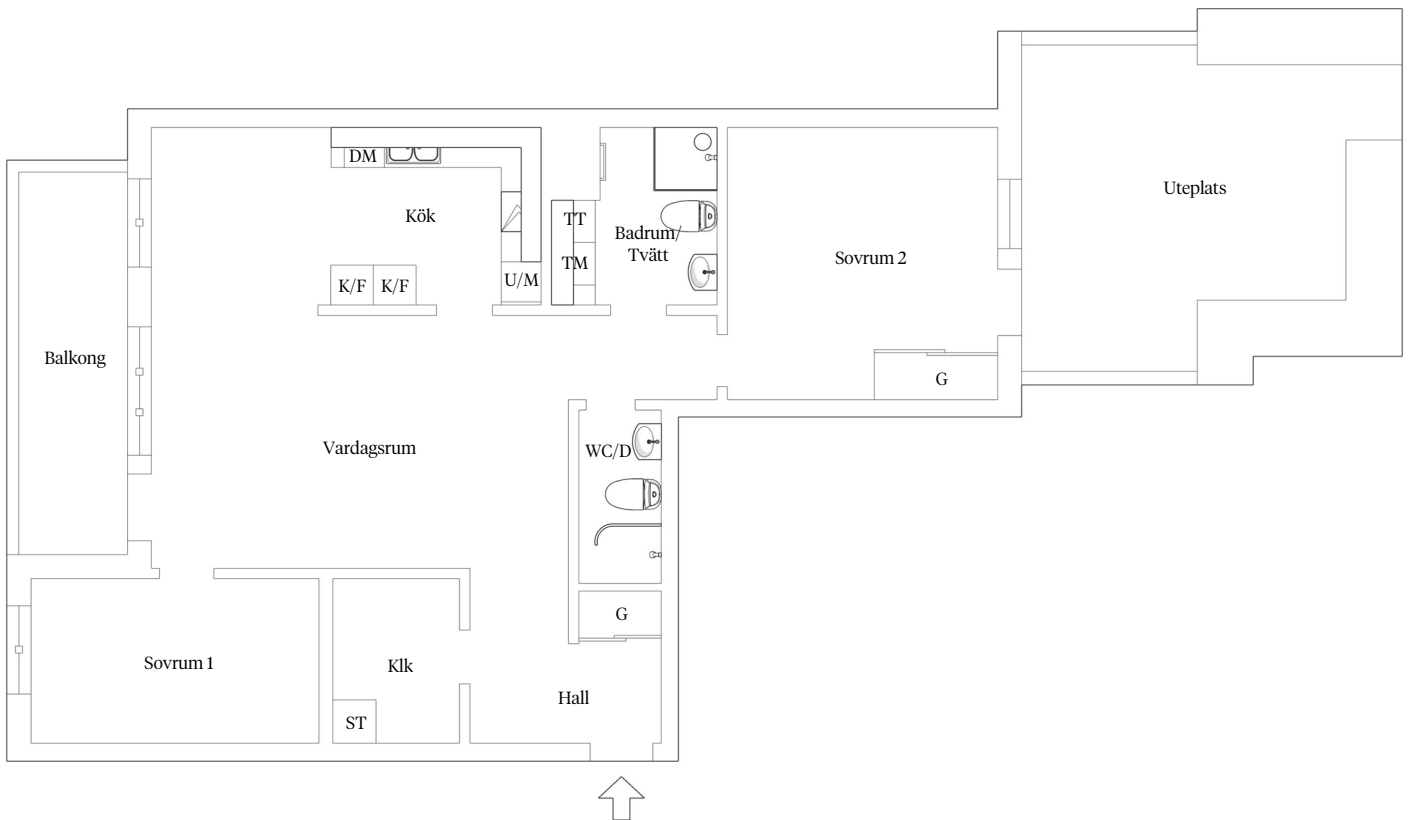 DM
Kök
TT
Badrum/
Tvätt
TM
K/F
K/F
U/M
Sovrum 2
Uteplats
Balkong
G
Vardagsrum
WC/D
G
Sovrum 1
Klk
Hall
ST